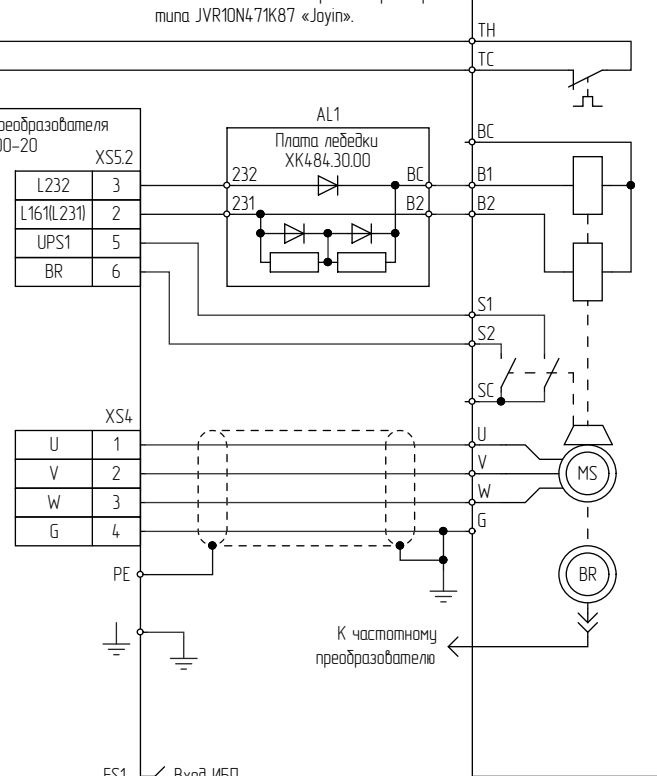 типа JVR10N471K87 «Joyin».
TH
TC
AL1
Плата лебедки
ХК484.30.00
BC
XS5.2
L232 3
232
BC
B1
L161(L231) 2
231
B2
B2
UPS1 5
BR 6
S1
S2
SC
XS4
U 1
U
V 2
V
MS
W 3
W
G 4
G
PE
BR
К частотному
преобразователю
Вход ИБП